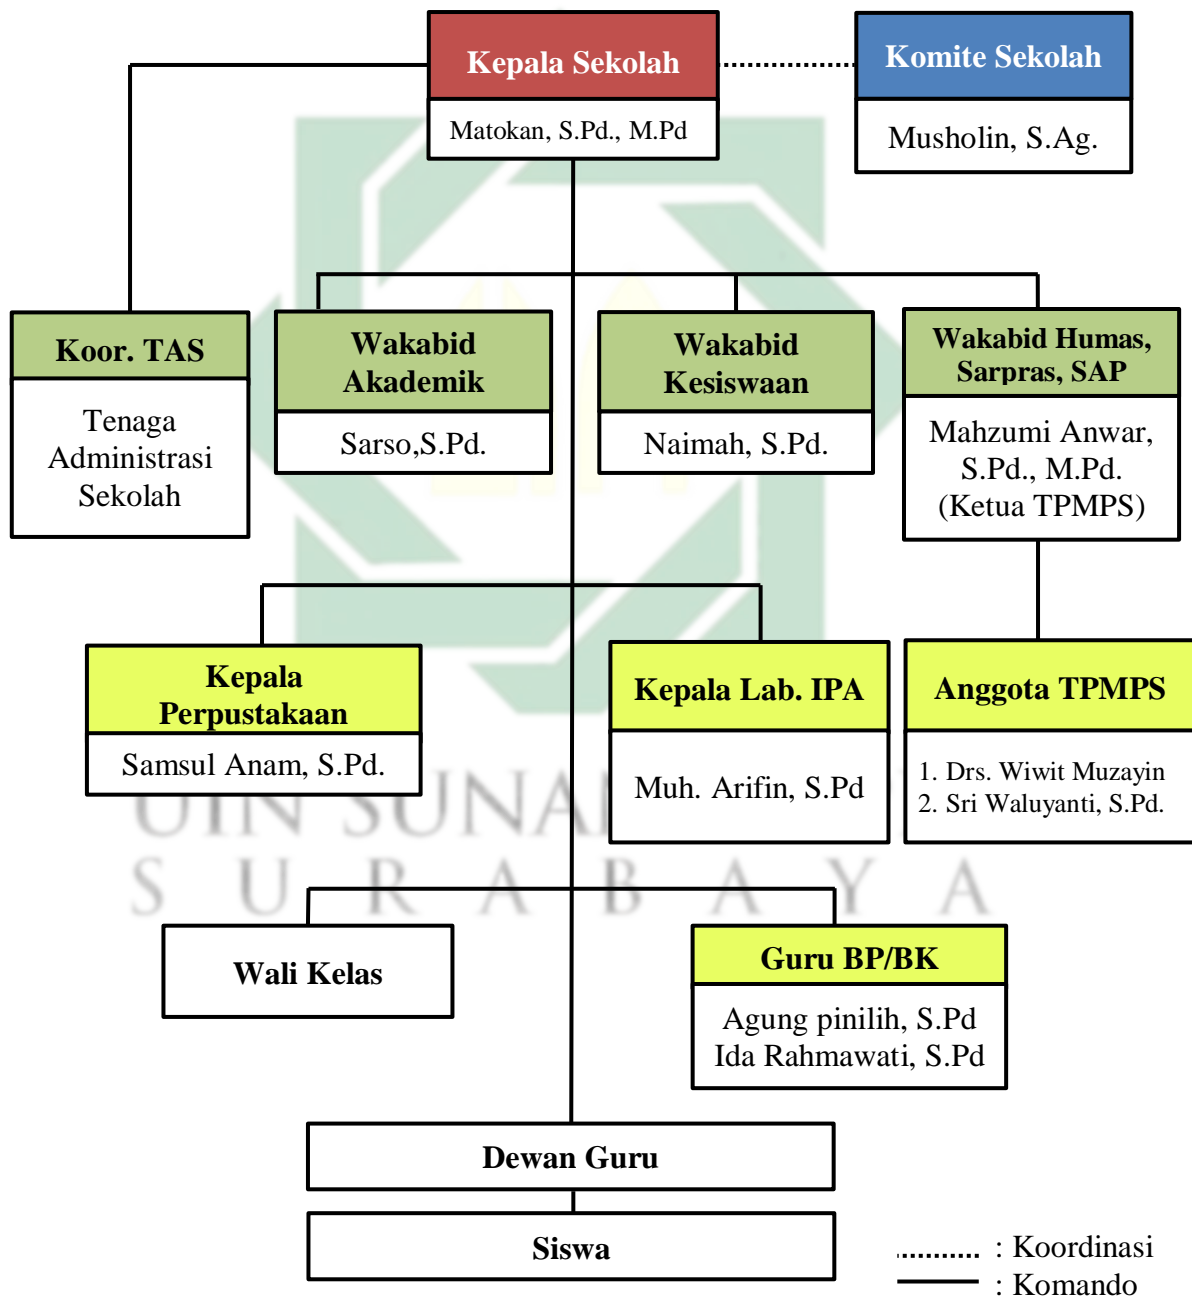 Kepala Sekolah
Matokan, S.Pd., M.Pd
Komite Sekolah
Musholin, S.Ag.
Koor. TAS
Tenaga
Administrasi
Sekolah
Wakabid
Akademik
Sarso,S.Pd.
Wakabid
Kesiswaan
Naimah, S.Pd.
Wakabid Humas,
Sarpras, SAP
Mahzumi Anwar,
S.Pd., M.Pd.
(Ketua TPMPS)
Kepala
Perpustakaan
Samsul Anam, S.Pd.
Kepala Lab. IPA
Muh. Arifin, S.Pd
Anggota TPMPS
1. Drs. Wiwit Muzayin
2. Sri Waluyanti, S.Pd.
UIN SUNAN
SURABAYA
Wali Kelas
Guru BP/BK
Agung pinilih, S.Pd
Ida Rahmawati, S.Pd
Dewan Guru
Siswa
: Koordinasi
: Komando